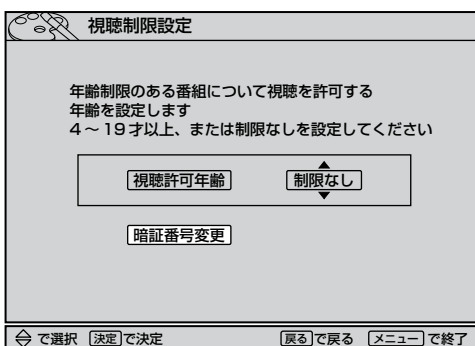 視聴制限設定
年齢制限のある番組について視聴を許可する
年齢を設定します
4～19才以上、または制限なしを設定してください
視聴許可年齢 制限なし
暗証番号変更
で選択 決定 で決定 戻る で戻る メニュー で終了